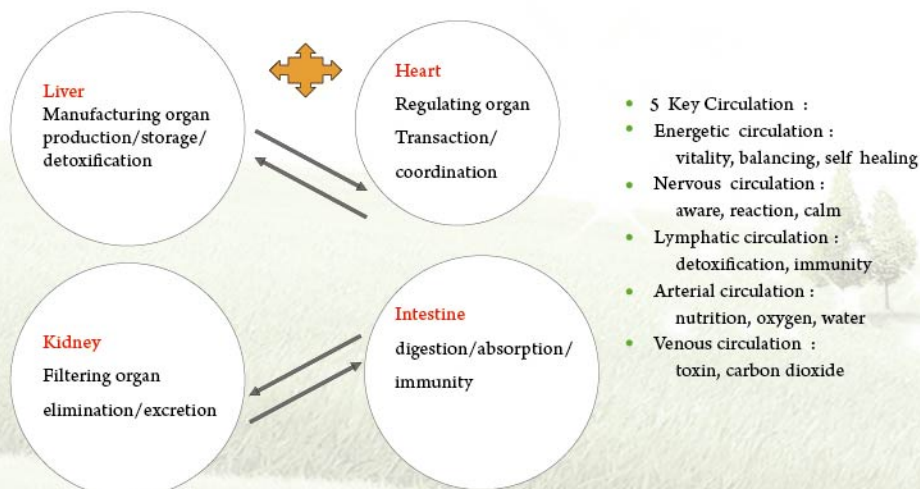 Liver
Manufacturing organ
production/storage/
detoxification
Heart
Regulating organ
Transaction/
coordination
Kidney
Filtering organ
elimination/excretion
Intestine
digestion/absorption/
immunity
• 5 Key Circulation :
• Energetic circulation :
vitality, balancing, self healing
• Nervous circulation :
aware, reaction, calm
• Lymphatic circulation :
detoxification, immunity
• Arterial circulation :
nutrition, oxygen, water
• Venous circulation :
toxin, carbon dioxide